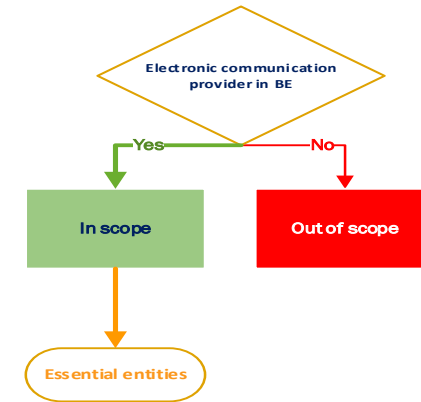 Electronic communication
provider in BE
Yes
No
In scope
Out of scope
Essential entities